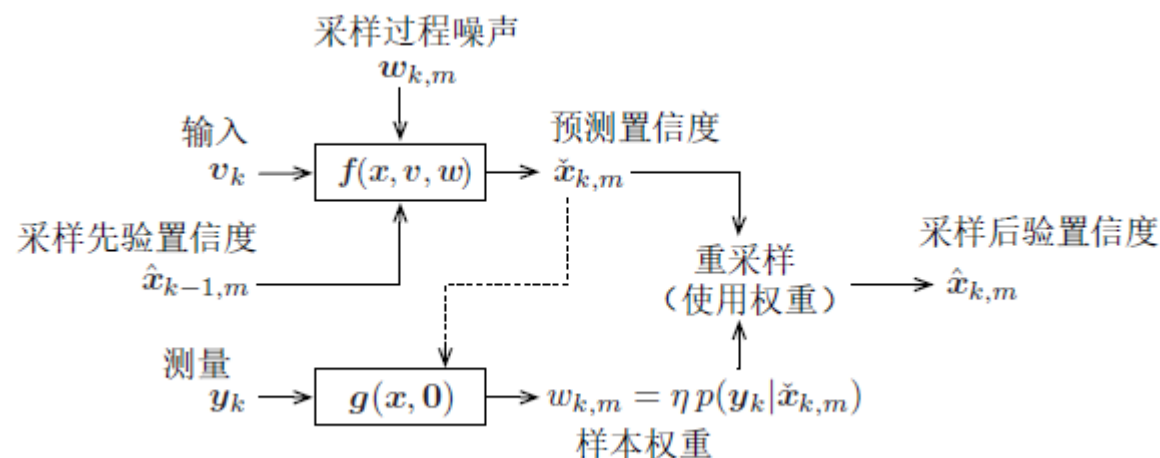 采样过程噪声
w_{k,m}
输入
v_k
f(x, v, w)
预测置信度
x̌_{k,m}
采样先验置信度
x̂_{k−1,m}
重采样
（使用权重）
采样后验置信度
x̂_{k,m}
测量
y_k
g(x, 0)
w_{k,m} = η p(y_k|x̌_{k,m})
样本权重